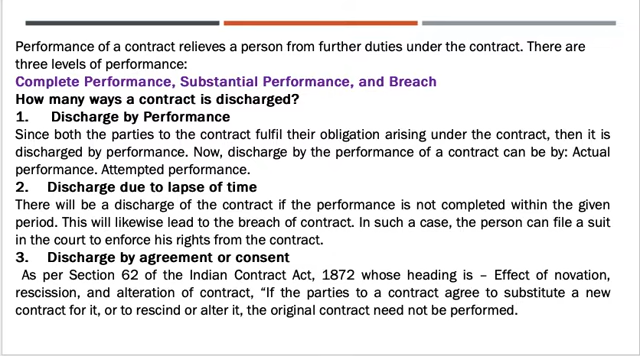 Performance of a contract relieves a person from further duties under the contract. There are
three levels of performance:
Complete Performance, Substantial Performance, and Breach
How many ways a contract is discharged?
1. Discharge by Performance
Since both the parties to the contract fulfil their obligation arising under the contract, then it is
discharged by performance. Now, discharge by the performance of a contract can be by: Actual
performance. Attempted performance.
2. Discharge due to lapse of time
There will be a discharge of the contract if the performance is not completed within the given
period. This will likewise lead to the breach of contract. In such a case, the person can file a suit
in the court to enforce his rights from the contract.
3. Discharge by agreement or consent
As per Section 62 of the Indian Contract Act, 1872 whose heading is – Effect of novation,
rescission, and alteration of contract, “If the parties to a contract agree to substitute a new
contract for it, or to rescind or alter it, the original contract need not be performed.